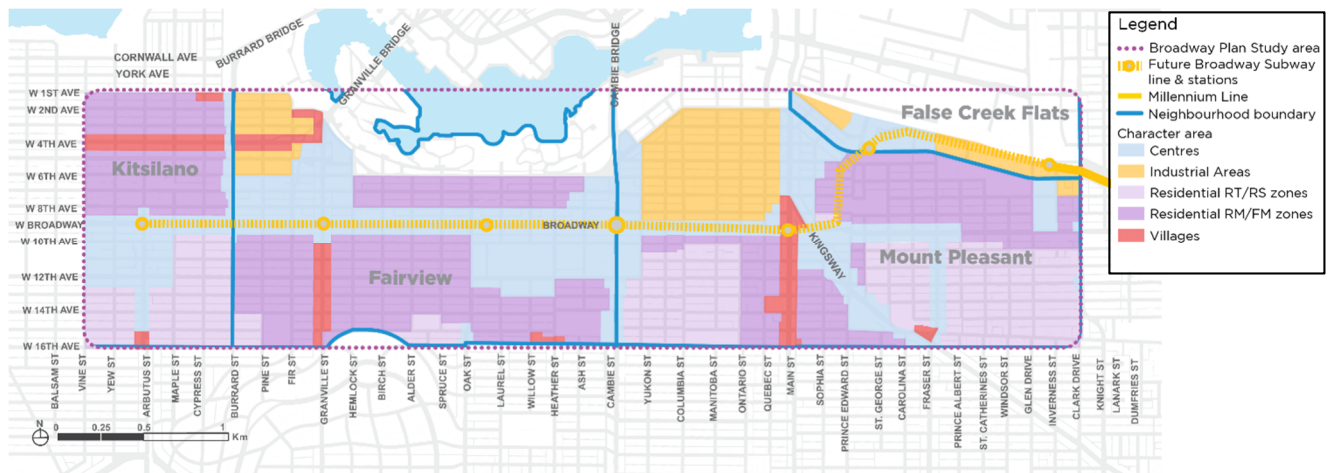 CORNWALL AVE
YORK AVE
BURRARD BRIDGE
GRANVILLE BRIDGE
CAMBIE BRIDGE
W 1ST AVE
W 2ND AVE
W 4TH AVE
W 6TH AVE
W 8TH AVE
W BROADWAY
W 10TH AVE
W 12TH AVE
W 14TH AVE
W 16TH AVE
Kitsilano
Fairview
Mount Pleasant
False Creek Flats
BROADWAY
KINGSWAY
BALSAM ST
VINE ST
YEW ST
ARBUTUS ST
MAPLE ST
CYPRESS ST
BURRARD ST
PINE ST
FIR ST
GRANVILLE ST
HEMLOCK ST
BIRCH ST
ALDER ST
SPRUCE ST
OAK ST
LAUREL ST
WILLOW ST
HEATHER ST
ASH ST
CAMBIE ST
YUKON ST
COLUMBIA ST
MANITOBA ST
ONTARIO ST
QUEBEC ST
MAIN ST
SOPHIA ST
PRINCE EDWARD ST
ST. GEORGE ST
CAROLINA ST
FRASER ST
PRINCE ALBERT ST
ST. CATHERINES ST
WINDSOR ST
GLEN DRIVE
INVERNESS ST
CLARK DRIVE
KNIGHT ST
LANARK ST
DUMFRIES ST
N
0 0.25 0.5 1
Km
Legend
Broadway Plan Study area
Future Broadway Subway
line & stations
Millennium Line
Neighbourhood boundary
Character area
Centres
Industrial Areas
Residential RT/RS zones
Residential RM/FM zones
Villages